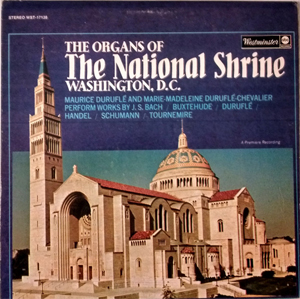 STEREO WST-17138
Westminster
abc
THE ORGANS OF
The National Shrine
WASHINGTON, D.C.
MAURICE DURUFLÉ AND MARIE-MADELEINE DURUFLÉ-CHEVALIER
PERFORM WORKS BY J. S. BACH / BUXTEHUDE / DURUFLÉ /
HANDEL / SCHUMANN / TOURNEMIRE
A Premiere Recording